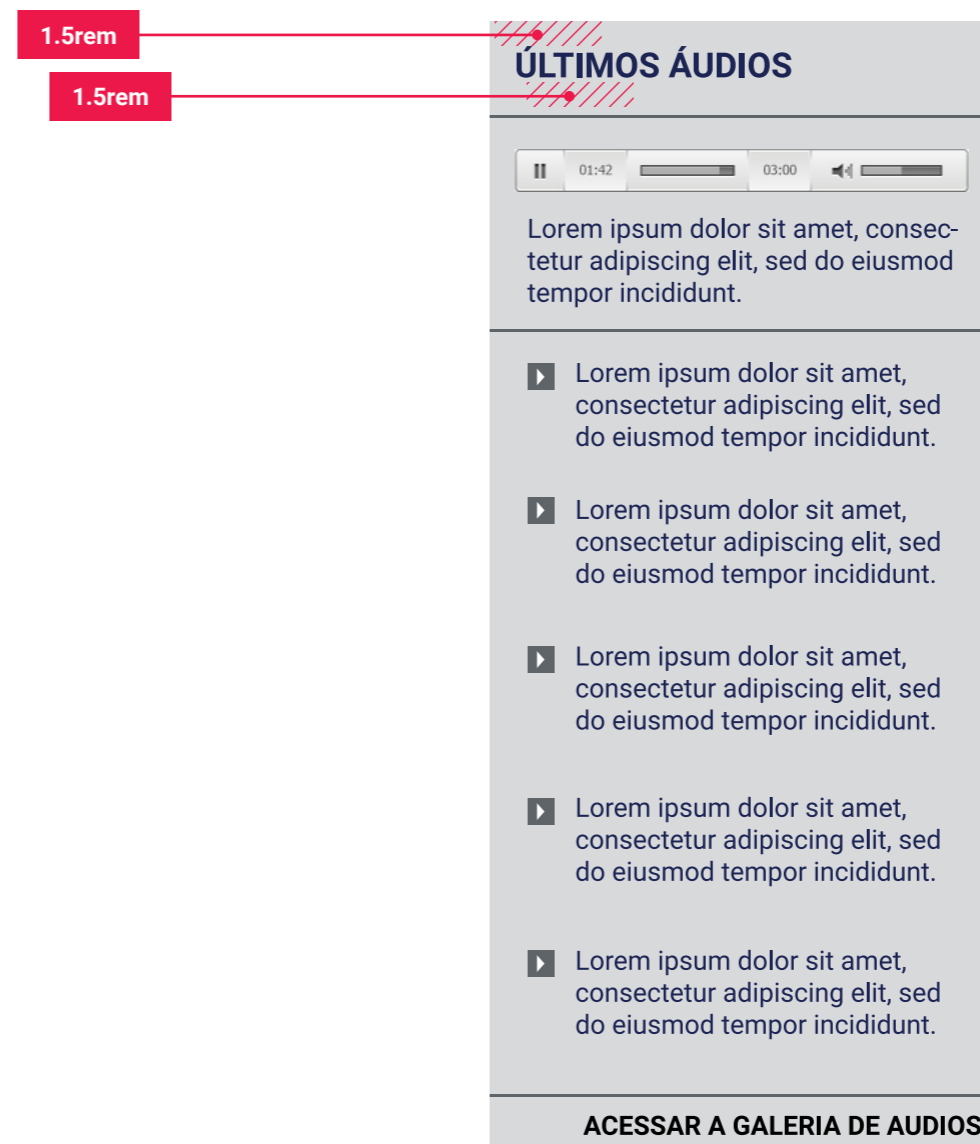 1.5rem
ÚLTIMOS ÁUDIOS
1.5rem
01:42
03:00
Lorem ipsum dolor sit amet, consec-
tetur adipiscing elit, sed do eiusmod
tempor incididunt.
Lorem ipsum dolor sit amet,
consectetur adipiscing elit, sed
do eiusmod tempor incididunt.
Lorem ipsum dolor sit amet,
consectetur adipiscing elit, sed
do eiusmod tempor incididunt.
Lorem ipsum dolor sit amet,
consectetur adipiscing elit, sed
do eiusmod tempor incididunt.
Lorem ipsum dolor sit amet,
consectetur adipiscing elit, sed
do eiusmod tempor incididunt.
Lorem ipsum dolor sit amet,
consectetur adipiscing elit, sed
do eiusmod tempor incididunt.
ACESSAR A GALERIA DE AUDIOS